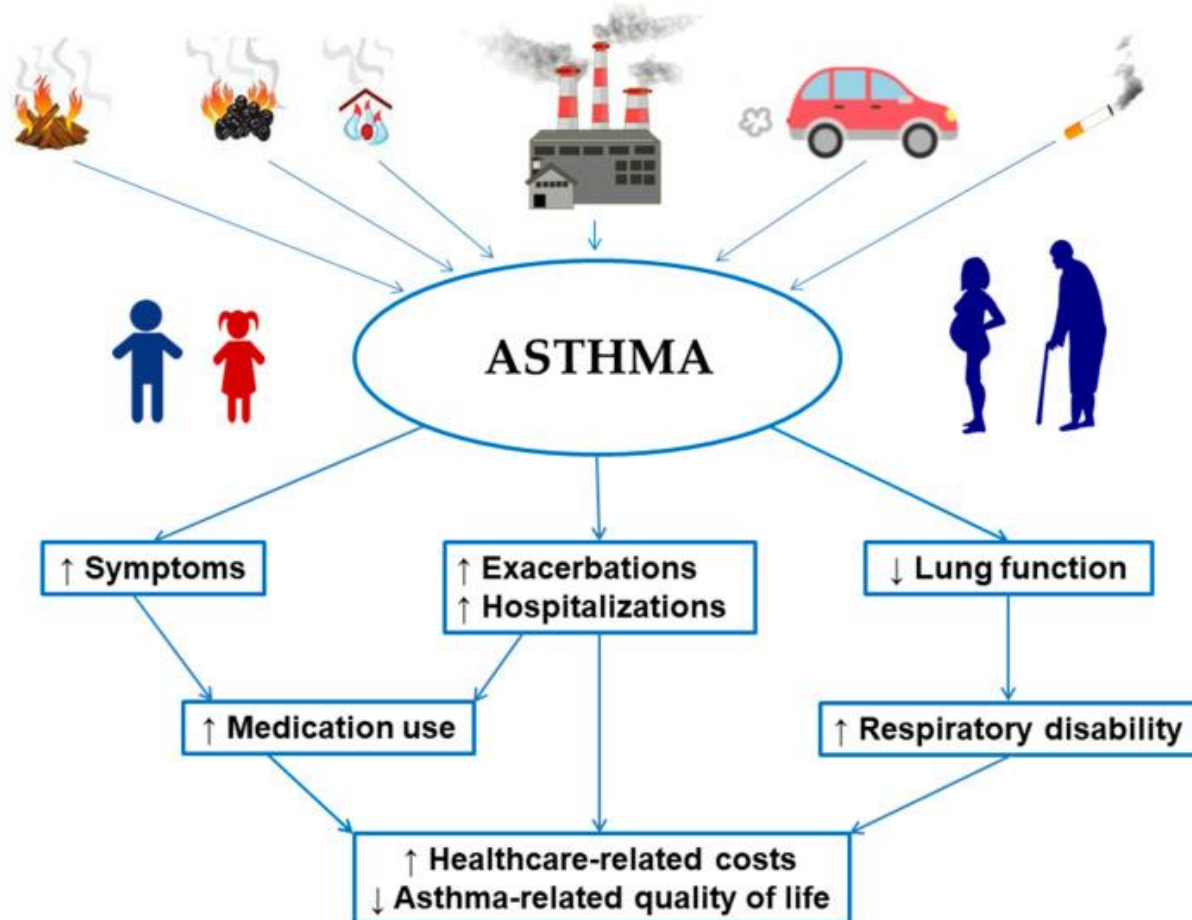 ASTHMA
↑ Symptoms
↑ Exacerbations
↑ Hospitalizations
↓ Lung function
↑ Medication use
↑ Respiratory disability
↑ Healthcare-related costs
↓ Asthma-related quality of life